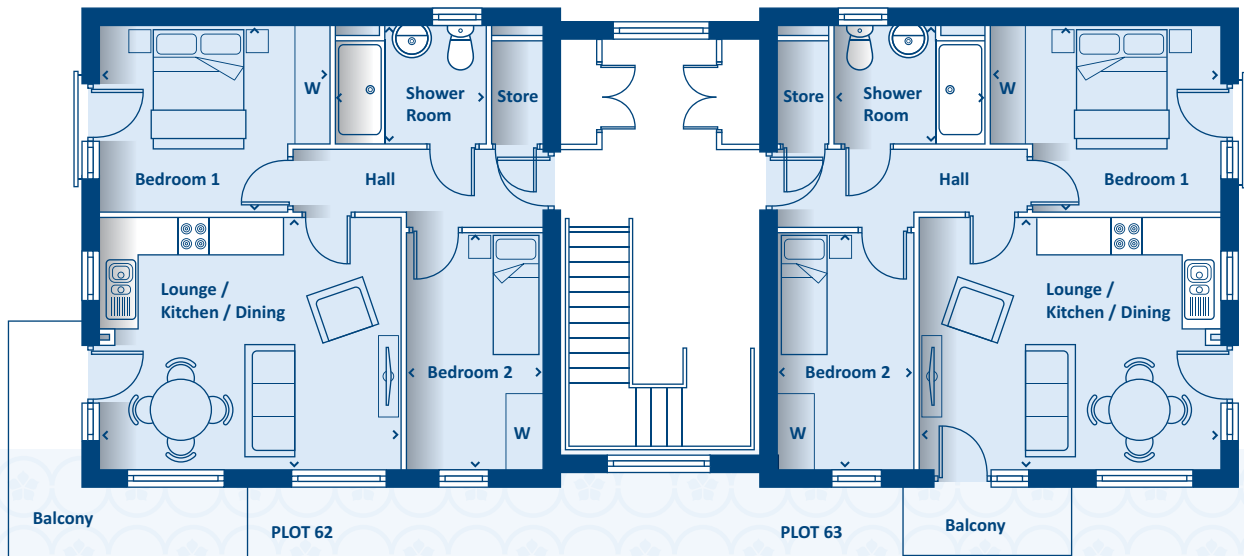 W
Shower
Room
Store
Bedroom 1
Hall
Lounge /
Kitchen / Dining
Bedroom 2
W
Balcony
PLOT 62
Store
Shower
Room
W
Hall
Bedroom 1
Lounge /
Kitchen / Dining
Bedroom 2
W
PLOT 63
Balcony